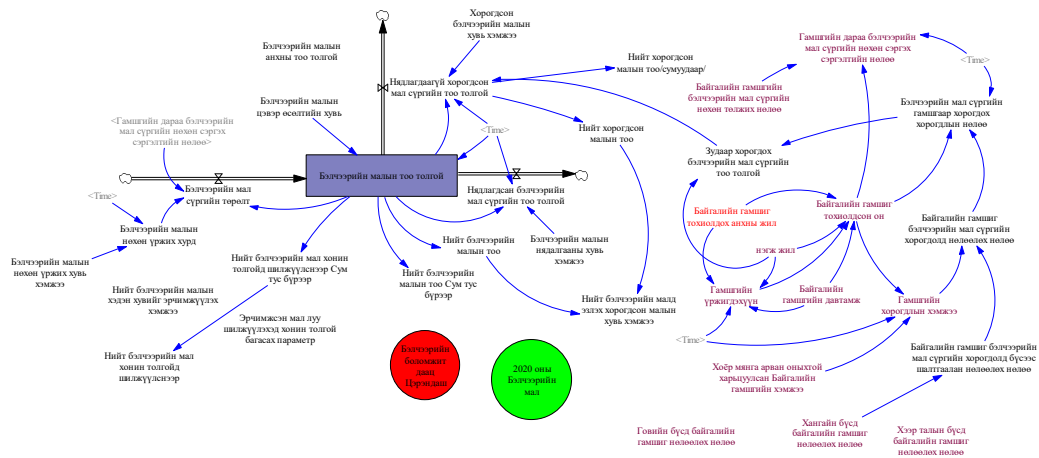 Хорогдсон
бэлчээрийн малын
хувь хэмжээ
Бэлчээрийн малын
анхны тоо толгой
Нядлагдаагүй хорогдсон
мал сүргийн тоо толгой
Нийт хорогдсон
малын тоо/сумуудаар/
Гамшгийн дараа бэлчээрийн
мал сүргийн нөхөн сэргэх
сэргэлтийн нөлөө
<Time>
Байгалийн гамшгийн
бэлчээрийн мал сүргийн
нөхөн төлжих нөлөө
Бэлчээрийн мал сүргийн
гамшгаар хорогдох
хорогдлын нөлөө
Бэлчээрийн малын
цэвэр өсөлтийн хувь
<Гамшгийн дараа бэлчээрийн
мал сүргийн нөхөн сэргэх
сэргэлтийн нөлөө>
<Time>
Нийт хорогдсон
малын тоо
Зудаар хорогдох
бэлчээрийн мал сүргийн
тоо толгой
Бэлчээрийн малын тоо толгой
Бэлчээрийн мал
сүргийн төрөлт
Нядлагдсан бэлчээрийн
мал сүргийн тоо толгой
<Time>
Бэлчээрийн малын
нөхөн үржих хурд
Бэлчээрийн малын
нөхөн үржих хувь
хэмжээ
Байгалийн гамшиг
тохиолдох анхны жил
Байгалийн гамшиг
тохиолдсон он
Байгалийн гамшиг
бэлчээрийн мал сүргийн
хорогдолд нөлөөлөх нөлөө
нэгж жил
Нийт бэлчээрийн
малын тоо
Бэлчээрийн малын
нядалгааны хувь
хэмжээ
Нийт бэлчээрийн мал хонин
толгойд шилжүүлснээр Сум
тус бүрээр
Нийт бэлчээрийн
малын тоо Сум тус
бүрээр
Нийт бэлчээрийн малын
хэдэн хувийг эрчимжүүлэх
хэмжээ
Нийт бэлчээрийн малд
эзлэх хорогдсон малын
хувь хэмжээ
Гамшгийн
үржигдэхүүн
Байгалийн
гамшгийн давтамж
Гамшгийн
хорогдлын хэмжээ
Эрчимжсэн мал луу
шилжүүлэхэд хонин толгой
багасах параметр
<Time>
Нийт бэлчээрийн мал
хонин толгойд
шилжүүлснээр
Бэлчээрийн
боломжит
даац
Цэрэндаш
2020 оны
Бэлчээрийн
мал
Байгалийн гамшиг бэлчээрийн
мал сүргийн хорогдолд бүсээс
шалтгаалан нөлөөлөх нөлөө
Хоёр мянга арван оныхтой
харьцуулсан Байгалийн
гамшгийн хэмжээ
Говийн бүсд байгалийн
гамшиг нөлөөлөх нөлөө
Хангайн бүсд
байгалийн гамшиг
нөлөөлөх нөлөө
Хээр талын бүсд
байгалийн гамшиг
нөлөөлөх нөлөө